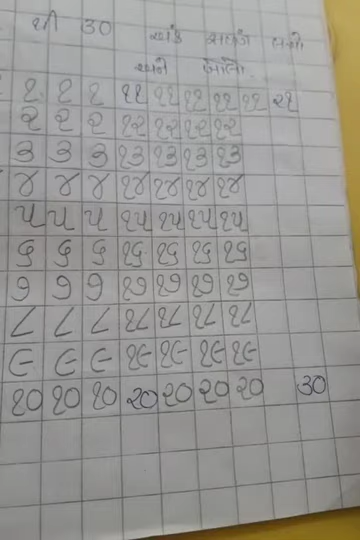 થી ૩૦ અંક લખો
અને બોલો.
૧ ૧ ૧ ૧૧ ૧૧ ૧૧ ૧૧ ૧૧ ૨૧
૨ ૨ ૨ ૧૨ ૧૨ ૧૨ ૧૨
૩ ૩ ૩ ૧૩ ૧૩ ૧૩ ૧૩
૪ ૪ ૪ ૧૪ ૧૪ ૧૪ ૧૪
૫ ૫ ૫ ૧૫ ૧૫ ૧૫ ૧૫
૬ ૬ ૬ ૧૬ ૧૬ ૧૬ ૧૬
૭ ૭ ૭ ૧૭ ૧૭ ૧૭ ૧૭
૮ ૮ ૮ ૧૮ ૧૮ ૧૮ ૧૮
૯ ૯ ૯ ૧૯ ૧૯ ૧૯ ૧૯
૧૦ ૧૦ ૧૦ ૨૦ ૨૦ ૨૦ ૨૦ ૩૦